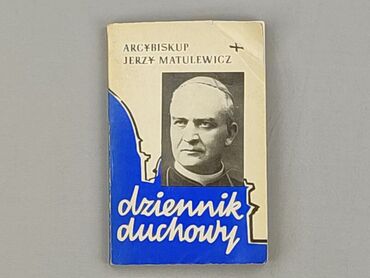 ARCYBISKUP
JERZY MATULEWICZ
dziennik
duchowy